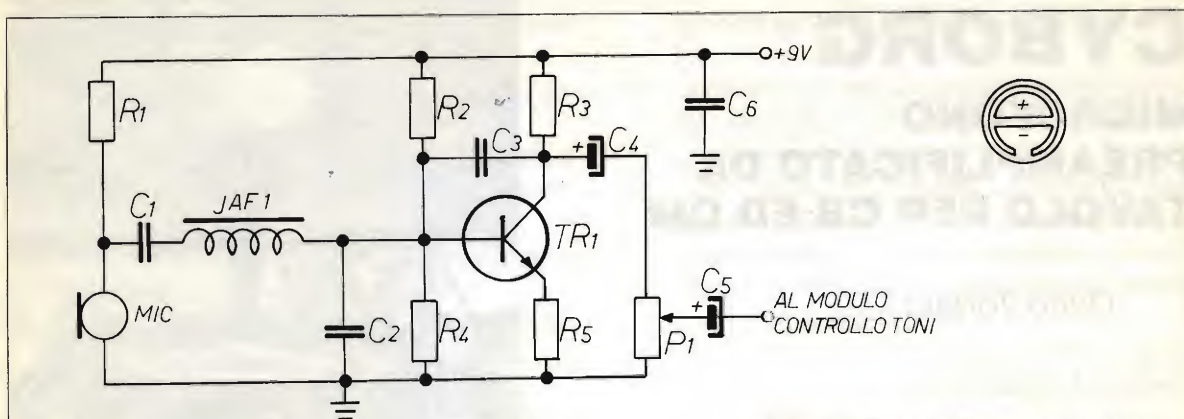 +9V
R1
R2
R3
C6
C3
+
C4
C1
JAF1
TR1
+
-
MIC
C2
R4
R5
P1
+
C5
AL MODULO
CONTROLLO TONI